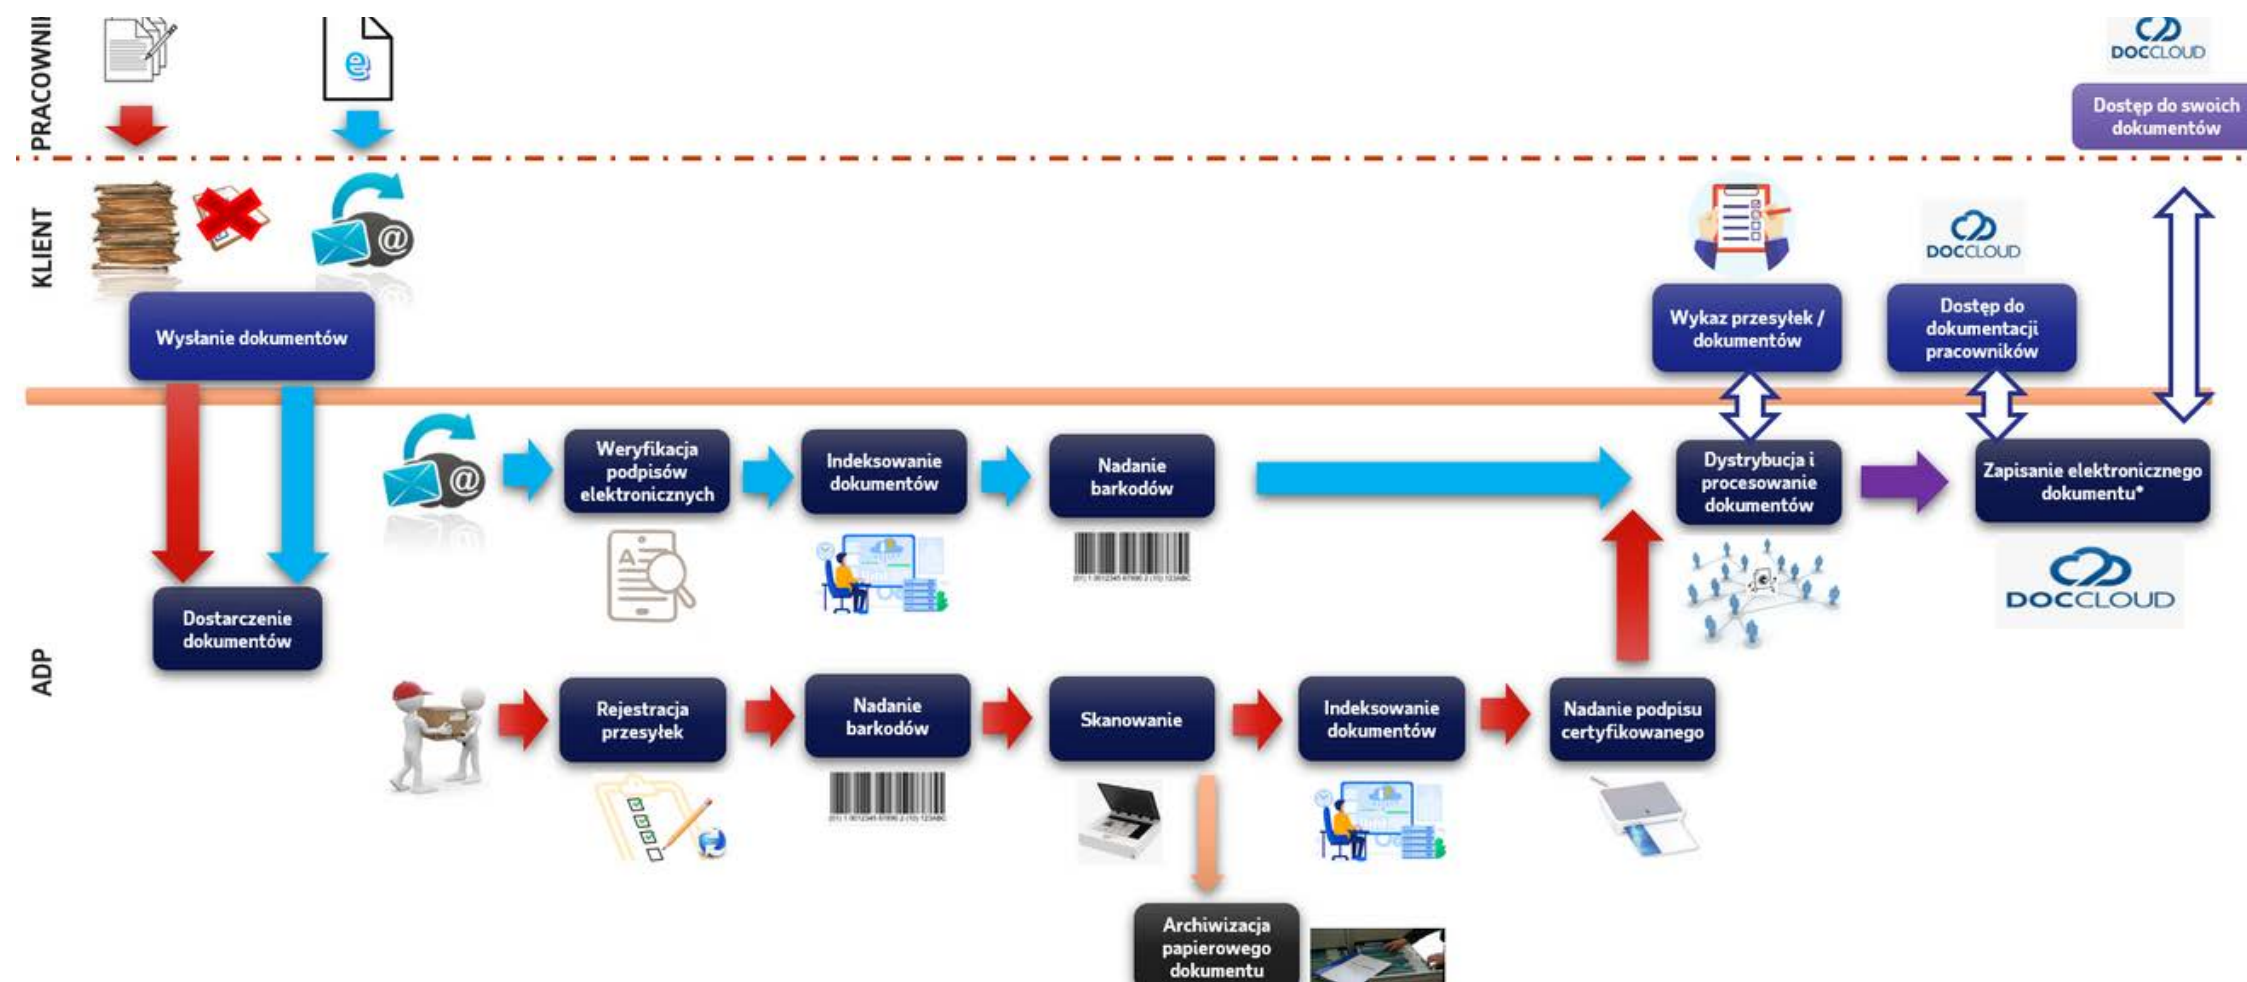 PRACOWNI
DOCCLOUD
Dostęp do swoich
dokumentów
KLIENT
@
DOCCLOUD
Wysłanie dokumentów
Wykaz przesyłek /
dokumentów
Dostęp do
dokumentacji
pracowników
ADP
@
Weryfikacja
podpisów
elektronicznych
Indeksowanie
dokumentów
Nadanie
barkodów
Dystrybucja i
procesowanie
dokumentów
Zapisanie elektronicznego
dokumentu*
A
DOCCLOUD
Dostarczenie
dokumentów
Rejestracja
przesyłek
Nadanie
barkodów
Skanowanie
Indeksowanie
dokumentów
Nadanie podpisu
certyfikowanego
Archiwizacja
papierowego
dokumentu